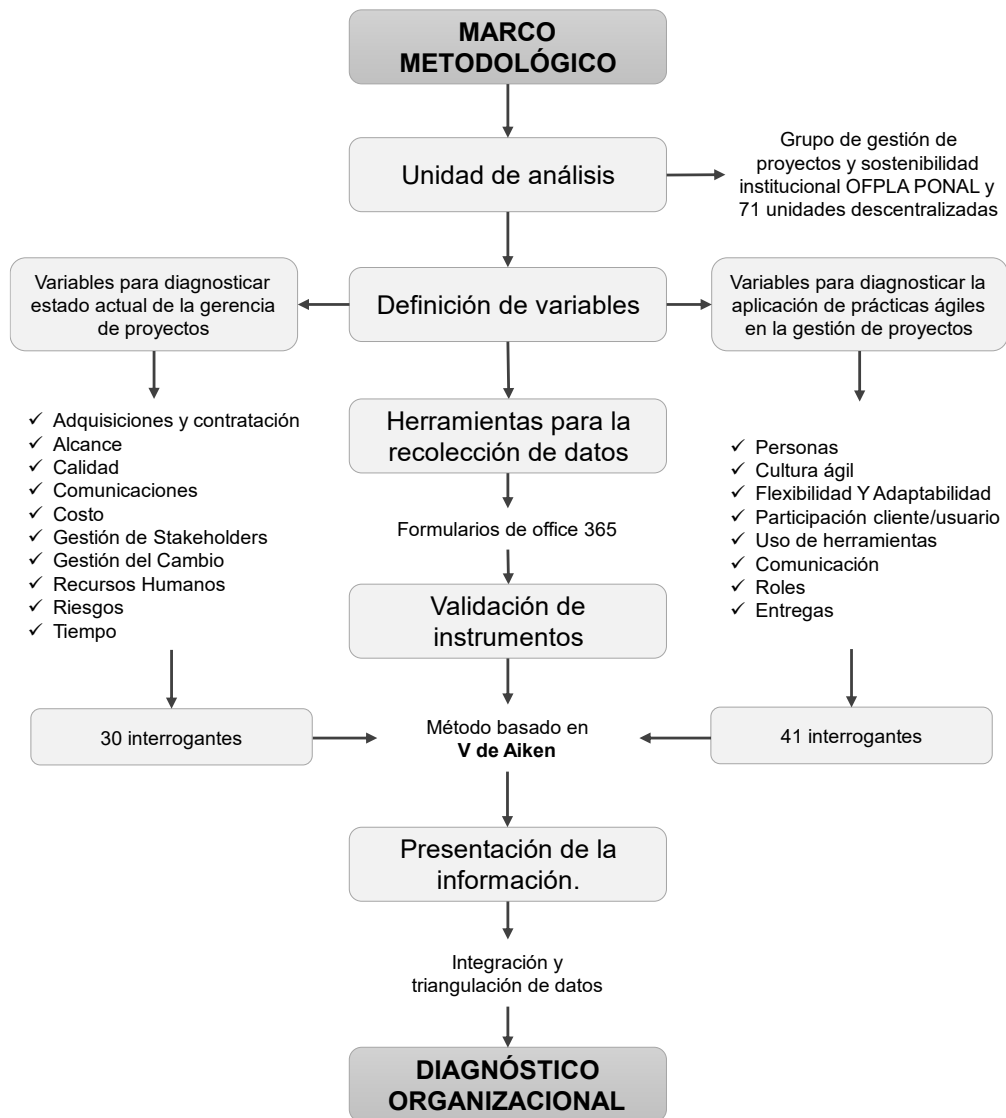 MARCO
METODOLÓGICO
Unidad de análisis
Grupo de gestión de
proyectos y sostenibilidad
institucional OFPLA PONAL y
71 unidades descentralizadas
Definición de variables
Variables para diagnosticar
estado actual de la gerencia
de proyectos
✓ Adquisiciones y contratación
✓ Alcance
✓ Calidad
✓ Comunicaciones
✓ Costo
✓ Gestión de Stakeholders
✓ Gestión del Cambio
✓ Recursos Humanos
✓ Riesgos
✓ Tiempo
30 interrogantes
Variables para diagnosticar la
aplicación de prácticas ágiles
en la gestión de proyectos
✓ Personas
✓ Cultura ágil
✓ Flexibilidad Y Adaptabilidad
✓ Participación cliente/usuario
✓ Uso de herramientas
✓ Comunicación
✓ Roles
✓ Entregas
41 interrogantes
Herramientas para la
recolección de datos
Formularios de office 365
Validación de
instrumentos
Método basado en
V de Aiken
Presentación de la
información.
Integración y
triangulación de datos
DIAGNÓSTICO
ORGANIZACIONAL